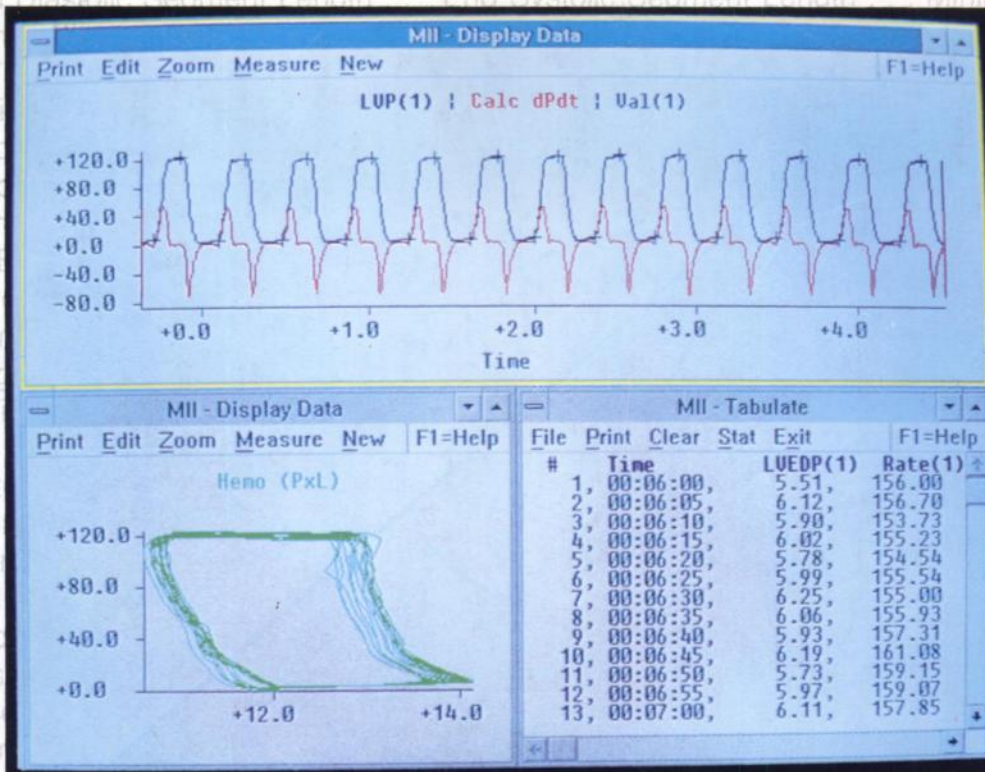 MII - Display Data
Print Edit Zoom Measure New F1=Help
LVP(1) | Calc dPdt | Val(1)
+120.0
+80.0
+40.0
+0.0
-40.0
-80.0
+0.0 +1.0 +2.0 +3.0 +4.0
Time
MII - Display Data
Print Edit Zoom Measure New F1=Help
Hemo (PxL)
+120.0
+80.0
+40.0
+0.0
+12.0 +14.0
MII - Tabulate
File Print Clear Stat Exit F1=Help
# Time LVEDP(1) Rate(1)
1, 00:06:00, 5.51, 156.00
2, 00:06:05, 6.12, 156.70
3, 00:06:10, 5.90, 153.73
4, 00:06:15, 6.02, 155.23
5, 00:06:20, 5.78, 154.54
6, 00:06:25, 5.99, 155.54
7, 00:06:30, 6.25, 155.00
8, 00:06:35, 6.06, 155.93
9, 00:06:40, 5.93, 157.31
10, 00:06:45, 6.19, 161.08
11, 00:06:50, 5.73, 159.15
12, 00:06:55, 5.97, 159.07
13, 00:07:00, 6.11, 157.85